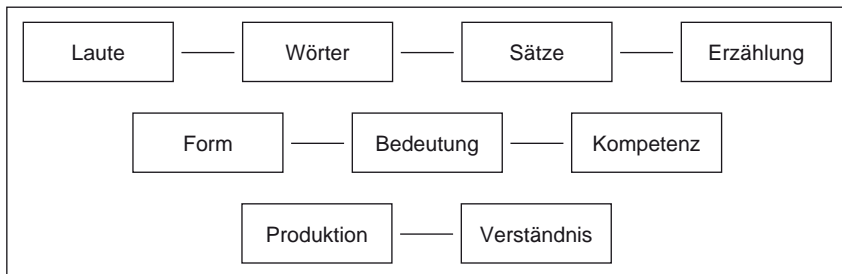 Laute Wörter Sätze Erzählung
Form Bedeutung Kompetenz
Produktion Verständnis